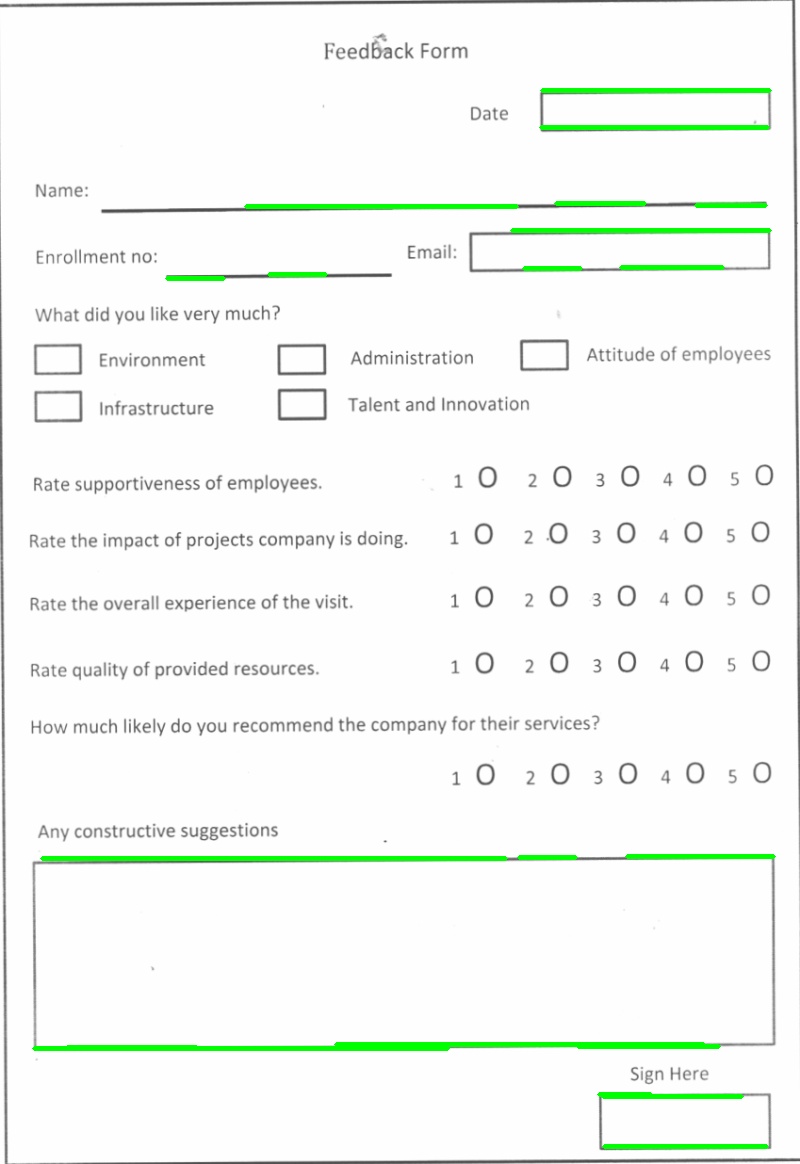 Feedback Form
Date
Name:
Enrollment no:
Email:
What did you like very much?
Environment Administration Attitude of employees
Infrastructure Talent and Innovation
Rate supportiveness of employees. 1 O 2 O 3 O 4 O 5 O
Rate the impact of projects company is doing. 1 O 2 O 3 O 4 O 5 O
Rate the overall experience of the visit. 1 O 2 O 3 O 4 O 5 O
Rate quality of provided resources. 1 O 2 O 3 O 4 O 5 O
How much likely do you recommend the company for their services?
1 O 2 O 3 O 4 O 5 O
Any constructive suggestions
Sign Here